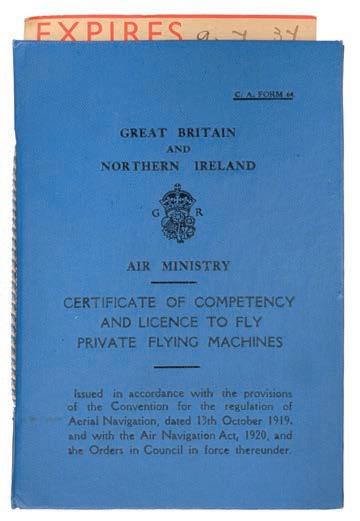 EXPIRES 9. 7. 34
C. A. FORM 64.
GREAT BRITAIN
AND
NORTHERN IRELAND
G R
AIR MINISTRY
CERTIFICATE OF COMPETENCY
AND LICENCE TO FLY
PRIVATE FLYING MACHINES
Issued in accordance with the provisions
of the Convention for the regulation of
Aerial Navigation, dated 13th October 1919,
and with the Air Navigation Act, 1920, and
the Orders in Council in force thereunder.